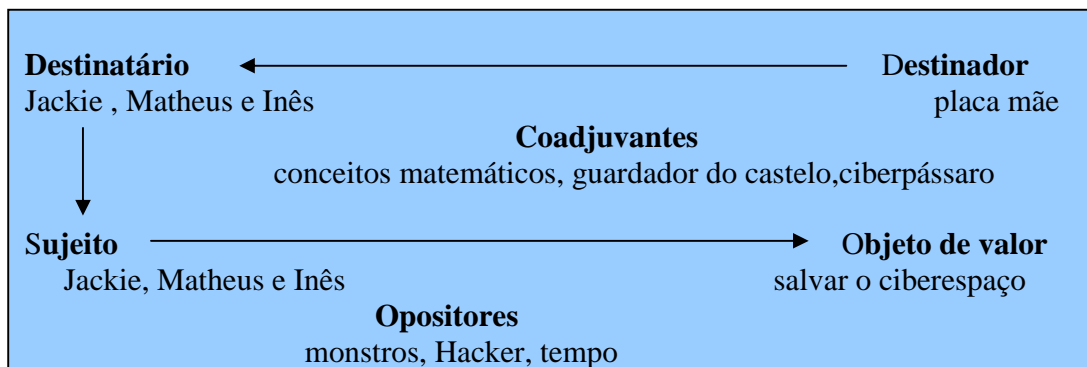 Destinatário Destinador
Jackie , Matheus e Inês placa mãe
Coadjuvantes
conceitos matemáticos, guardador do castelo,ciberpássaro
Sujeito Objeto de valor
Jackie, Matheus e Inês salvar o ciberespaço
Opositores
monstros, Hacker, tempo